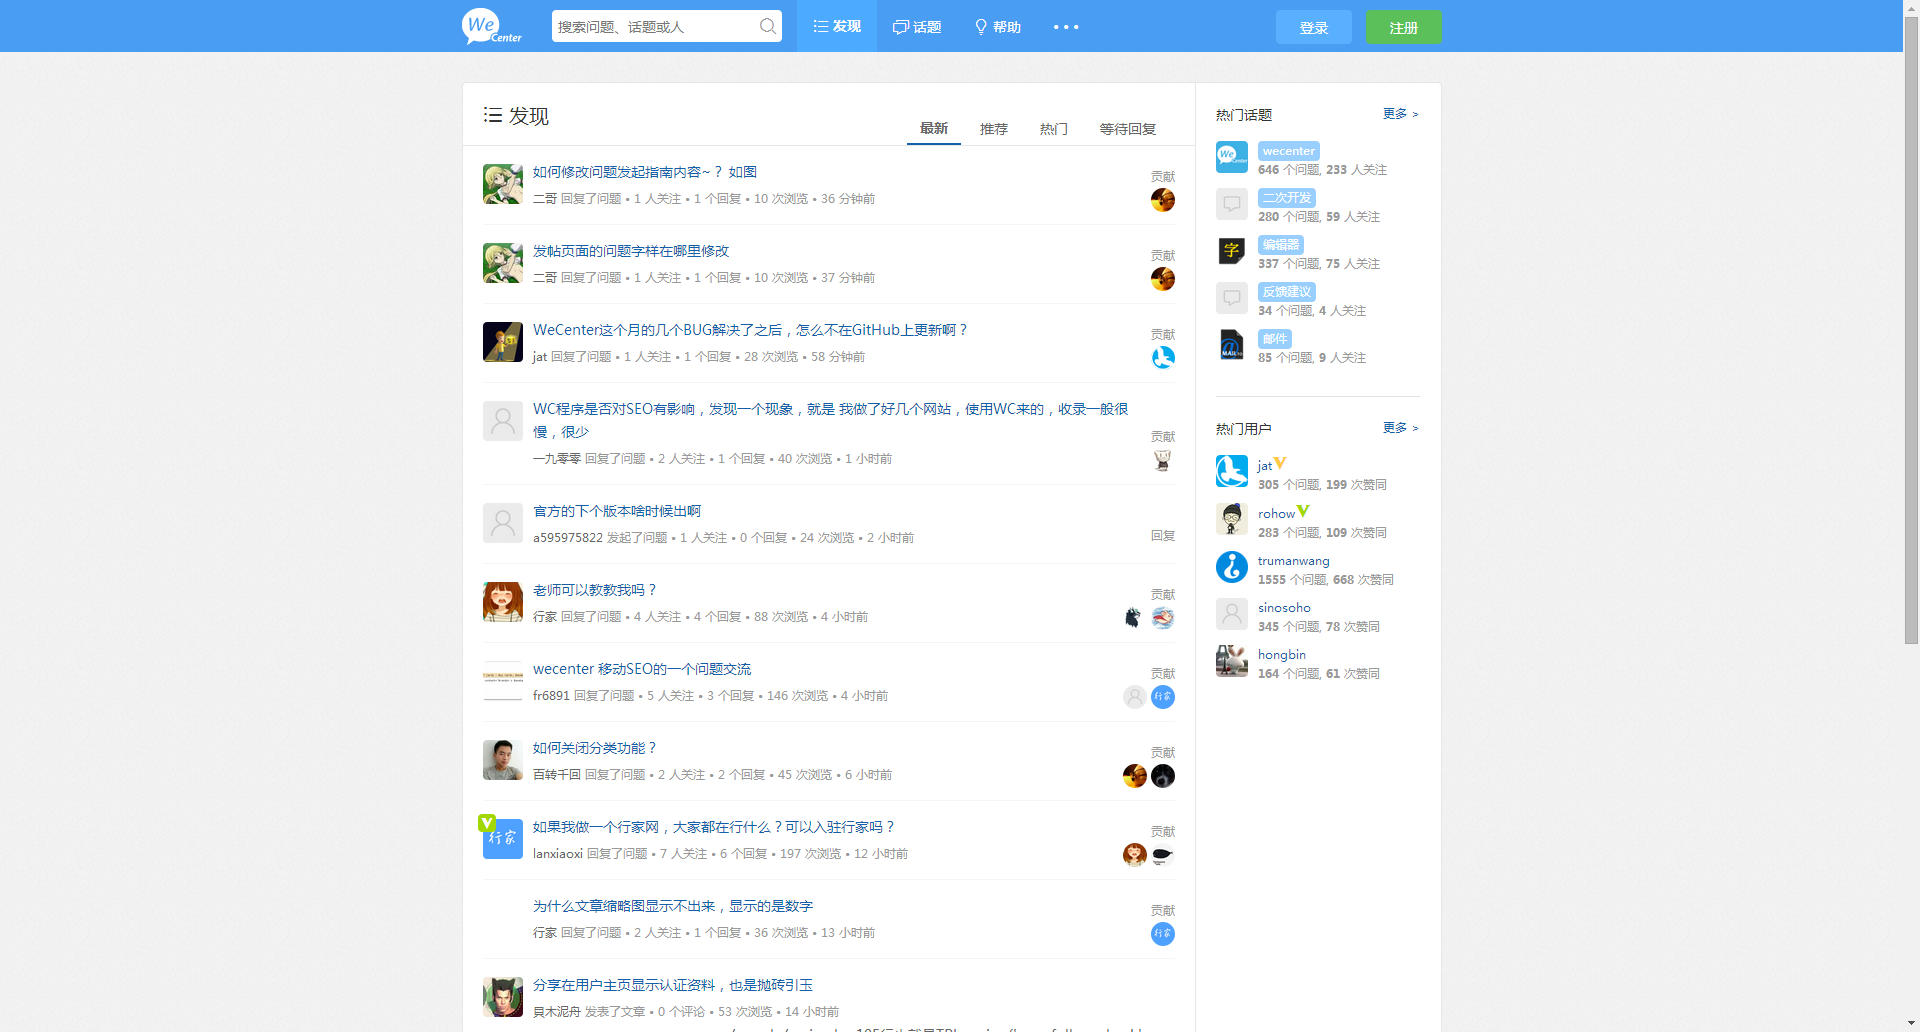 We Center
搜索问题、话题或人
发现
话题
帮助
•••
登录
注册
发现
最新 推荐 热门 等待回复
如何修改问题发起指南内容~？ 如图
二哥 回复了问题 • 1 人关注 • 1 个回复 • 10 次浏览 • 36 分钟前
贡献
发帖页面的问题字样在哪里修改
二哥 回复了问题 • 1 人关注 • 1 个回复 • 10 次浏览 • 37 分钟前
贡献
WeCenter这个月的几个BUG解决了之后，怎么不在GitHub上更新啊？
jat 回复了问题 • 1 人关注 • 1 个回复 • 28 次浏览 • 58 分钟前
贡献
WC程序是否对SEO有影响，发现一个现象，就是 我做了好几个网站，使用WC来的，收录一般很
慢，很少
一九零零 回复了问题 • 2 人关注 • 1 个回复 • 40 次浏览 • 1 小时前
贡献
官方的下个版本啥时候出啊
a595975822 发起了问题 • 1 人关注 • 0 个回复 • 24 次浏览 • 2 小时前
回复
老师可以教教我吗？
行家 回复了问题 • 4 人关注 • 4 个回复 • 88 次浏览 • 4 小时前
贡献
wecenter 移动SEO的一个问题交流
fr6891 回复了问题 • 5 人关注 • 3 个回复 • 146 次浏览 • 4 小时前
贡献
行家
如何关闭分类功能？
百转千回 回复了问题 • 2 人关注 • 2 个回复 • 45 次浏览 • 6 小时前
贡献
行家
如果我做一个行家网，大家都在行什么？可以入驻行家吗？
lanxiaoxi 回复了问题 • 7 人关注 • 6 个回复 • 197 次浏览 • 12 小时前
贡献
为什么文章缩略图显示不出来，显示的是数字
行家 回复了问题 • 2 人关注 • 1 个回复 • 36 次浏览 • 13 小时前
贡献
行家
分享在用户主页显示认证资料，也是抛砖引玉
貝木泥舟 发表了文章 • 0 个评论 • 53 次浏览 • 14 小时前
热门话题
更多 >
We Center
wecenter
646 个问题, 233 人关注
二次开发
280 个问题, 59 人关注
字
编辑器
337 个问题, 75 人关注
反馈建议
34 个问题, 4 人关注
邮件
85 个问题, 9 人关注
热门用户
更多 >
jat
305 个问题, 199 次赞同
rohow
283 个问题, 109 次赞同
trumanwang
1555 个问题, 668 次赞同
sinosoho
345 个问题, 78 次赞同
hongbin
164 个问题, 61 次赞同